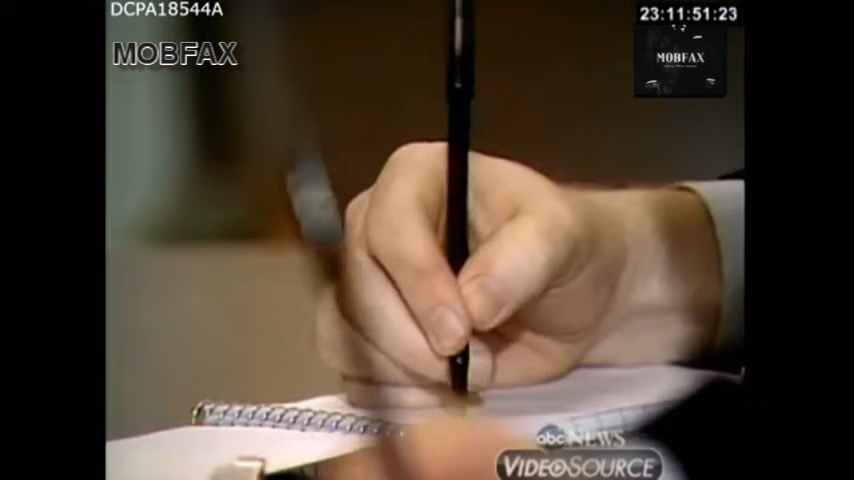 DCPA18544A
23:11:51:23
MOBFAX
MOBFAX
abc NEWS
VIDEOSOURCE